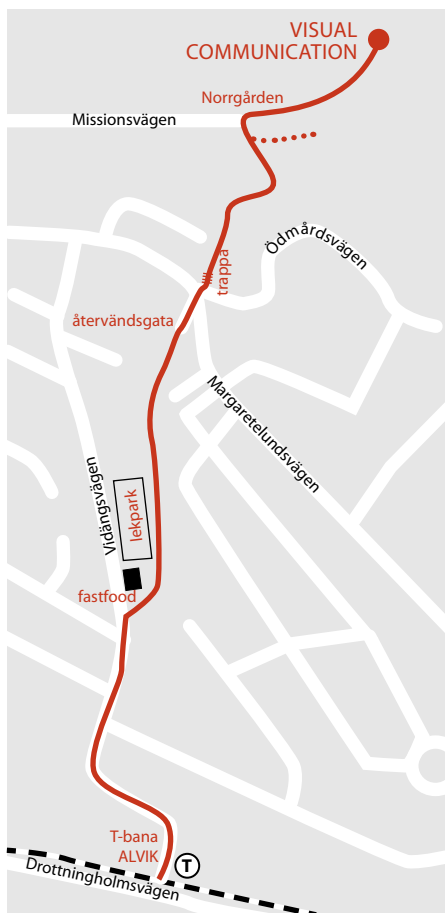 VISUAL
COMMUNICATION
Norrgården
Missionsvägen
Ödmårdsvägen
trappa
återvändsgata
Margaretelundsvägen
Vidängsvägen
lekpark
fastfood
T-bana
ALVIK
T
Drottningholmsvägen